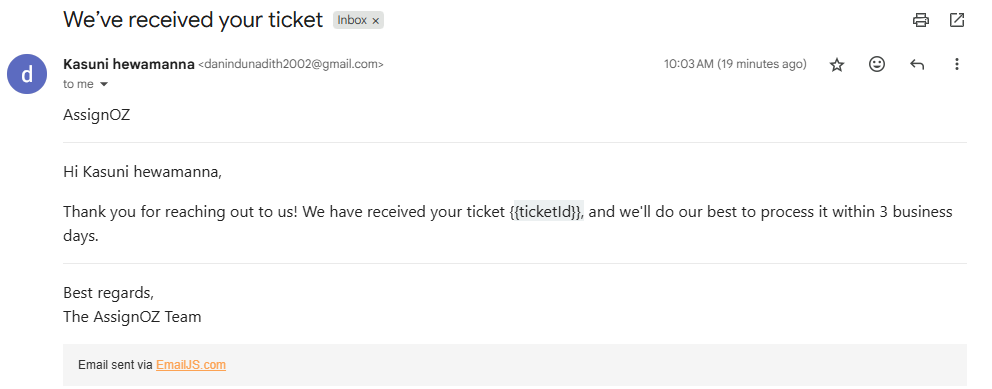 We’ve received your ticket Inbox ×
Kasuni hewamanna <danindunadith2002@gmail.com> 10:03 AM (19 minutes ago)
d
to me
AssignOZ
Hi Kasuni hewamanna,
Thank you for reaching out to us! We have received your ticket {{ticketId}}, and we'll do our best to process it within 3 business
days.
Best regards,
The AssignOZ Team
Email sent via EmailJS.com